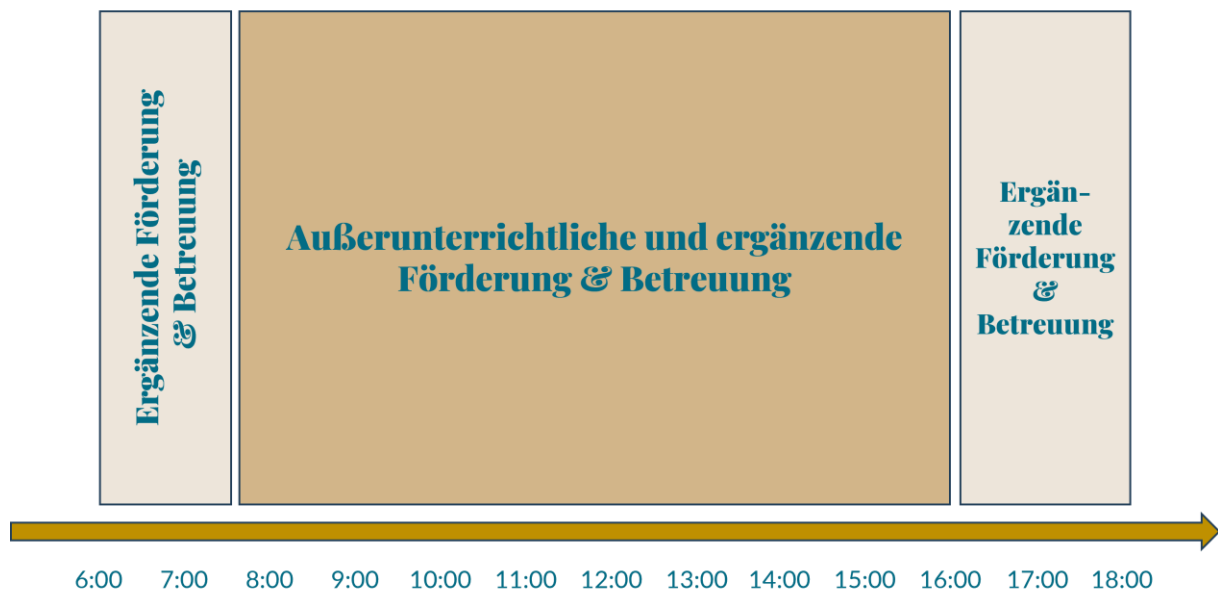 Ergänzende Förderung
& Betreuung
Außerunterrichtliche und ergänzende
Förderung & Betreuung
Ergän-
zende
Förderung
&
Betreuung
6:00 7:00 8:00 9:00 10:00 11:00 12:00 13:00 14:00 15:00 16:00 17:00 18:00